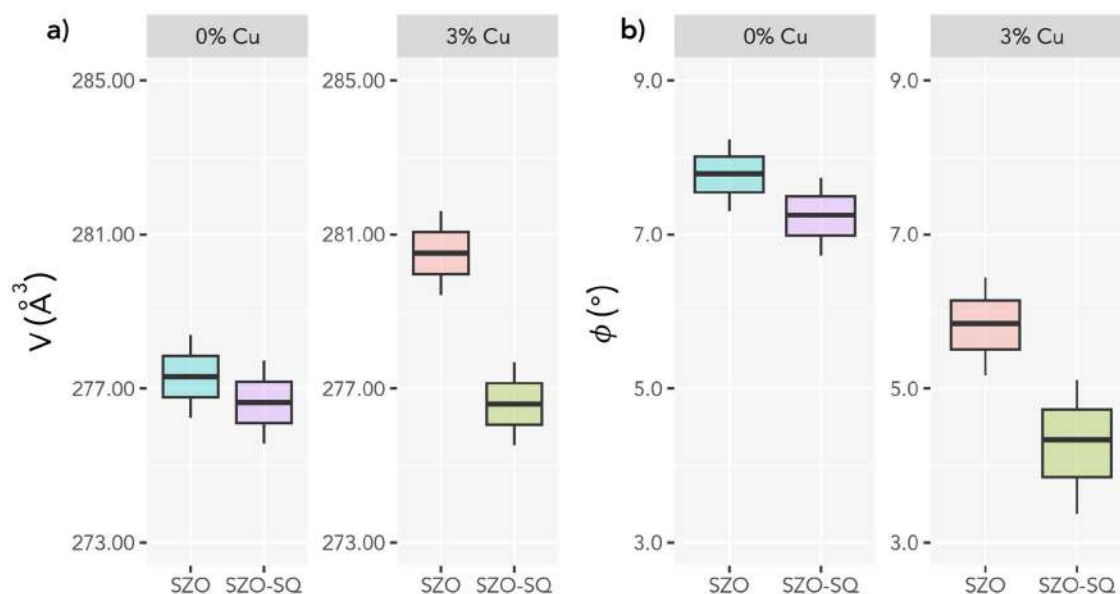 a)
0% Cu
3% Cu
V (Å³)
285.00
281.00
277.00
273.00
285.00
281.00
277.00
273.00
SZO SZO-SQ
SZO SZO-SQ
b)
0% Cu
3% Cu
ϕ (°)
9.0
7.0
5.0
3.0
9.0
7.0
5.0
3.0
SZO SZO-SQ
SZO SZO-SQ